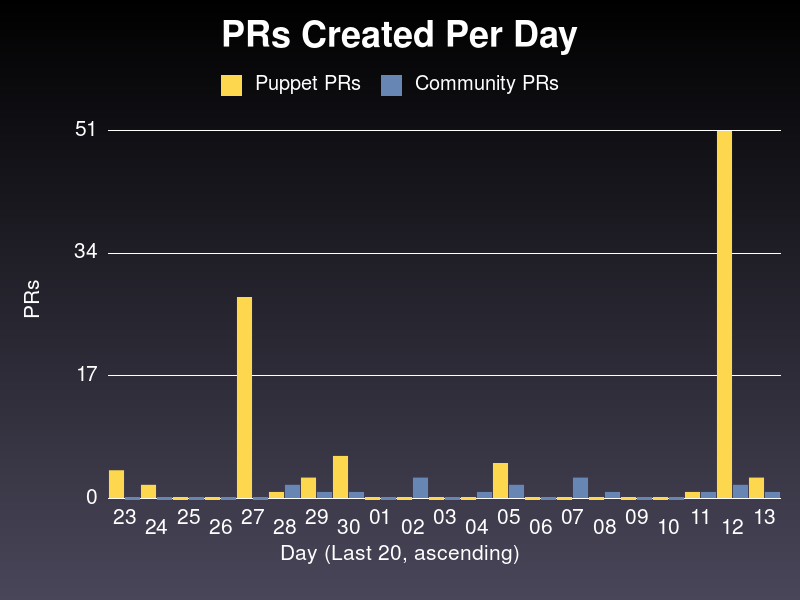 PRs Created Per Day
Puppet PRs Community PRs
51
34
17
0
PRs
23 24 25 26 27 28 29 30 01 02 03 04 05 06 07 08 09 10 11 12 13
Day (Last 20, ascending)